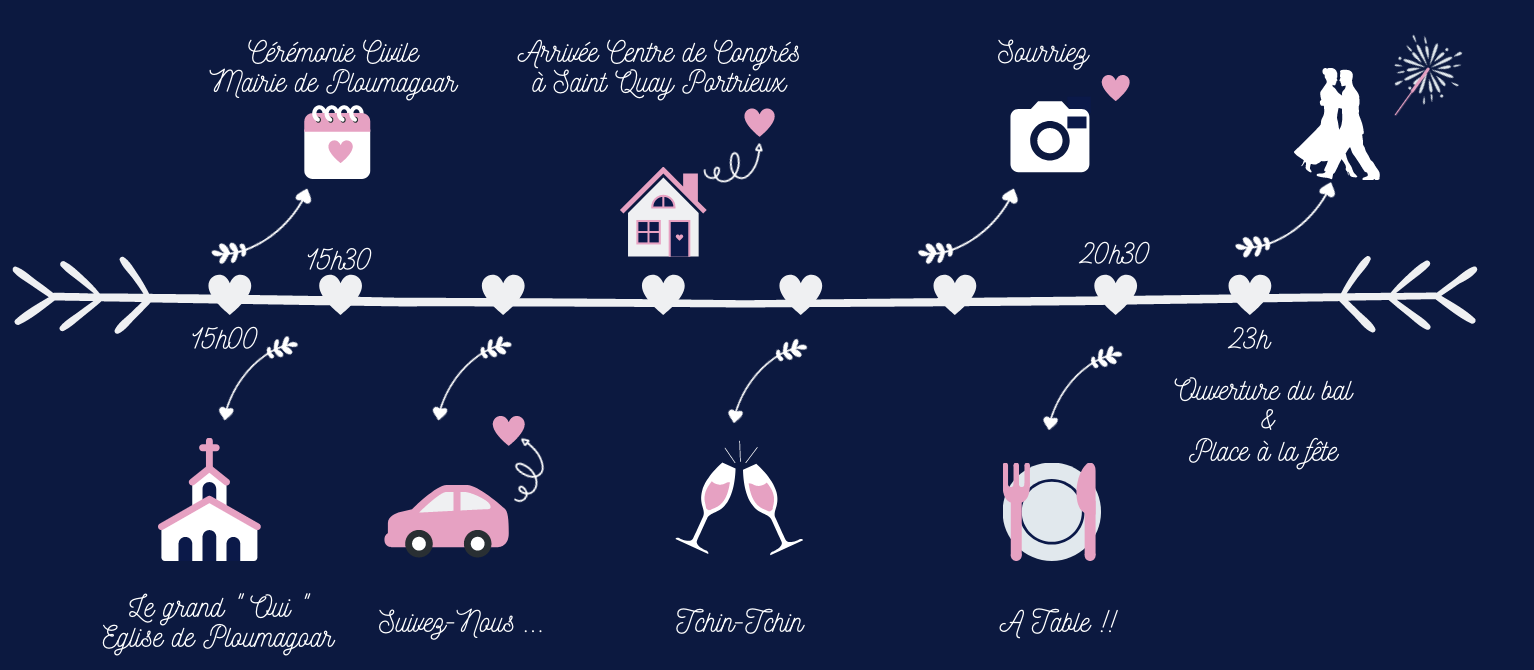 Cérémonie Civile
Mairie de Ploumagoar
Arrivée Centre de Congrés
à Saint Quay Portrieux
Sourriez
15h30
20h30
15h00
23h
Ouverture du bal
&
Place à la fête
Le grand " Oui "
Eglise de Ploumagoar
Suivez-Nous ...
Tchin-Tchin
A Table !!